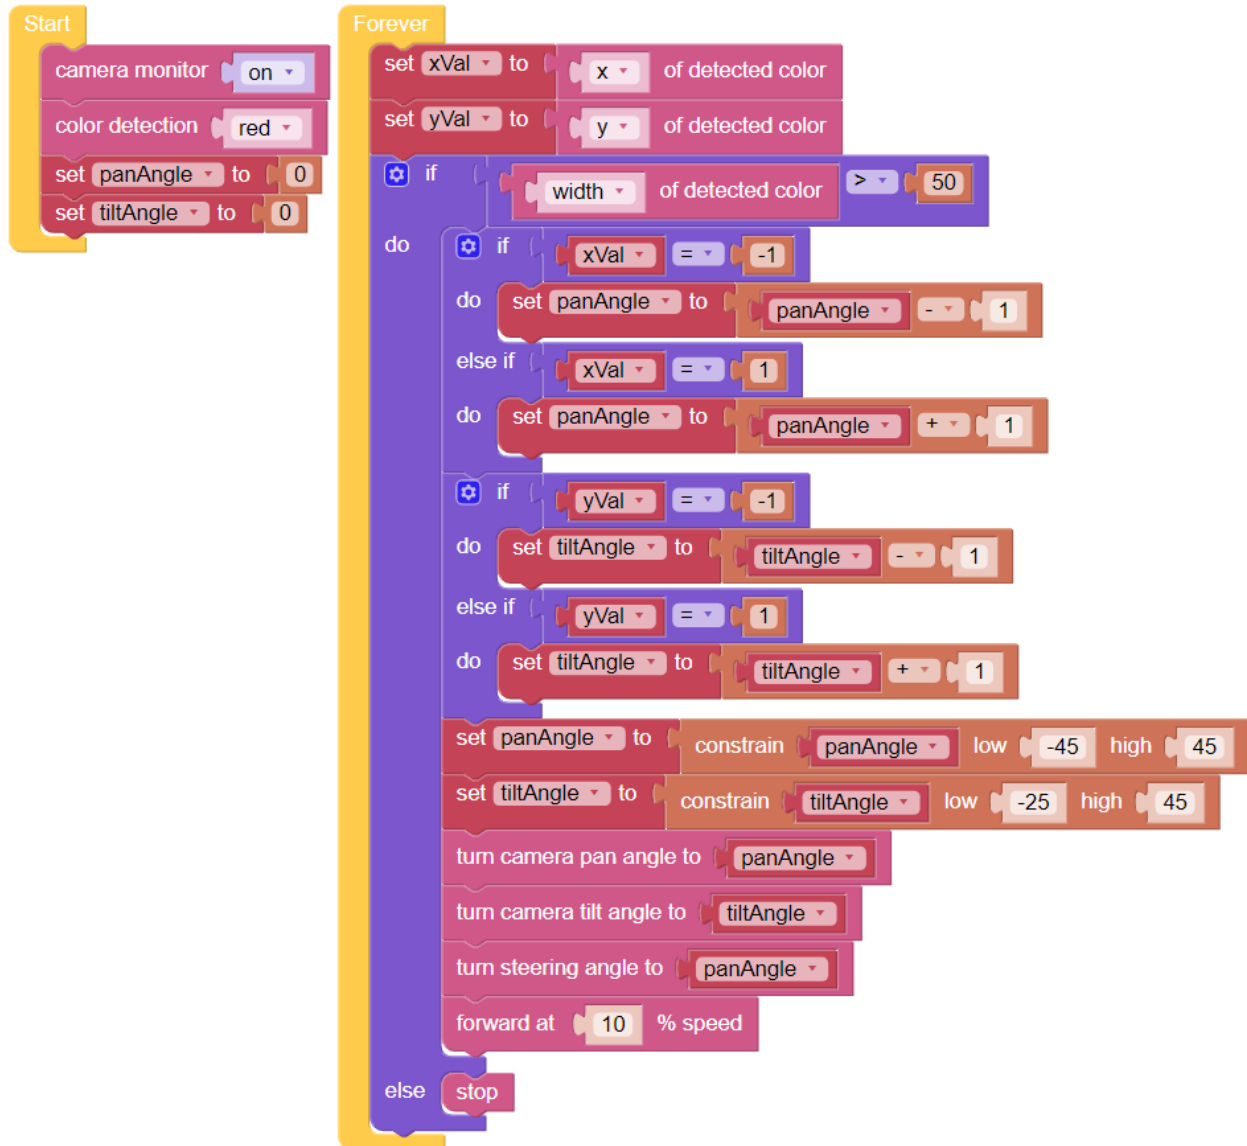 Start
camera monitor on
color detection red
set panAngle to 0
set tiltAngle to 0
Forever
set xVal to x of detected color
set yVal to y of detected color
if width of detected color > 50
do if xVal = -1
do set panAngle to panAngle - 1
else if xVal = 1
do set panAngle to panAngle + 1
if yVal = -1
do set tiltAngle to tiltAngle - 1
else if yVal = 1
do set tiltAngle to tiltAngle + 1
set panAngle to constrain panAngle low -45 high 45
set tiltAngle to constrain tiltAngle low -25 high 45
turn camera pan angle to panAngle
turn camera tilt angle to tiltAngle
turn steering angle to panAngle
forward at 10 % speed
else stop